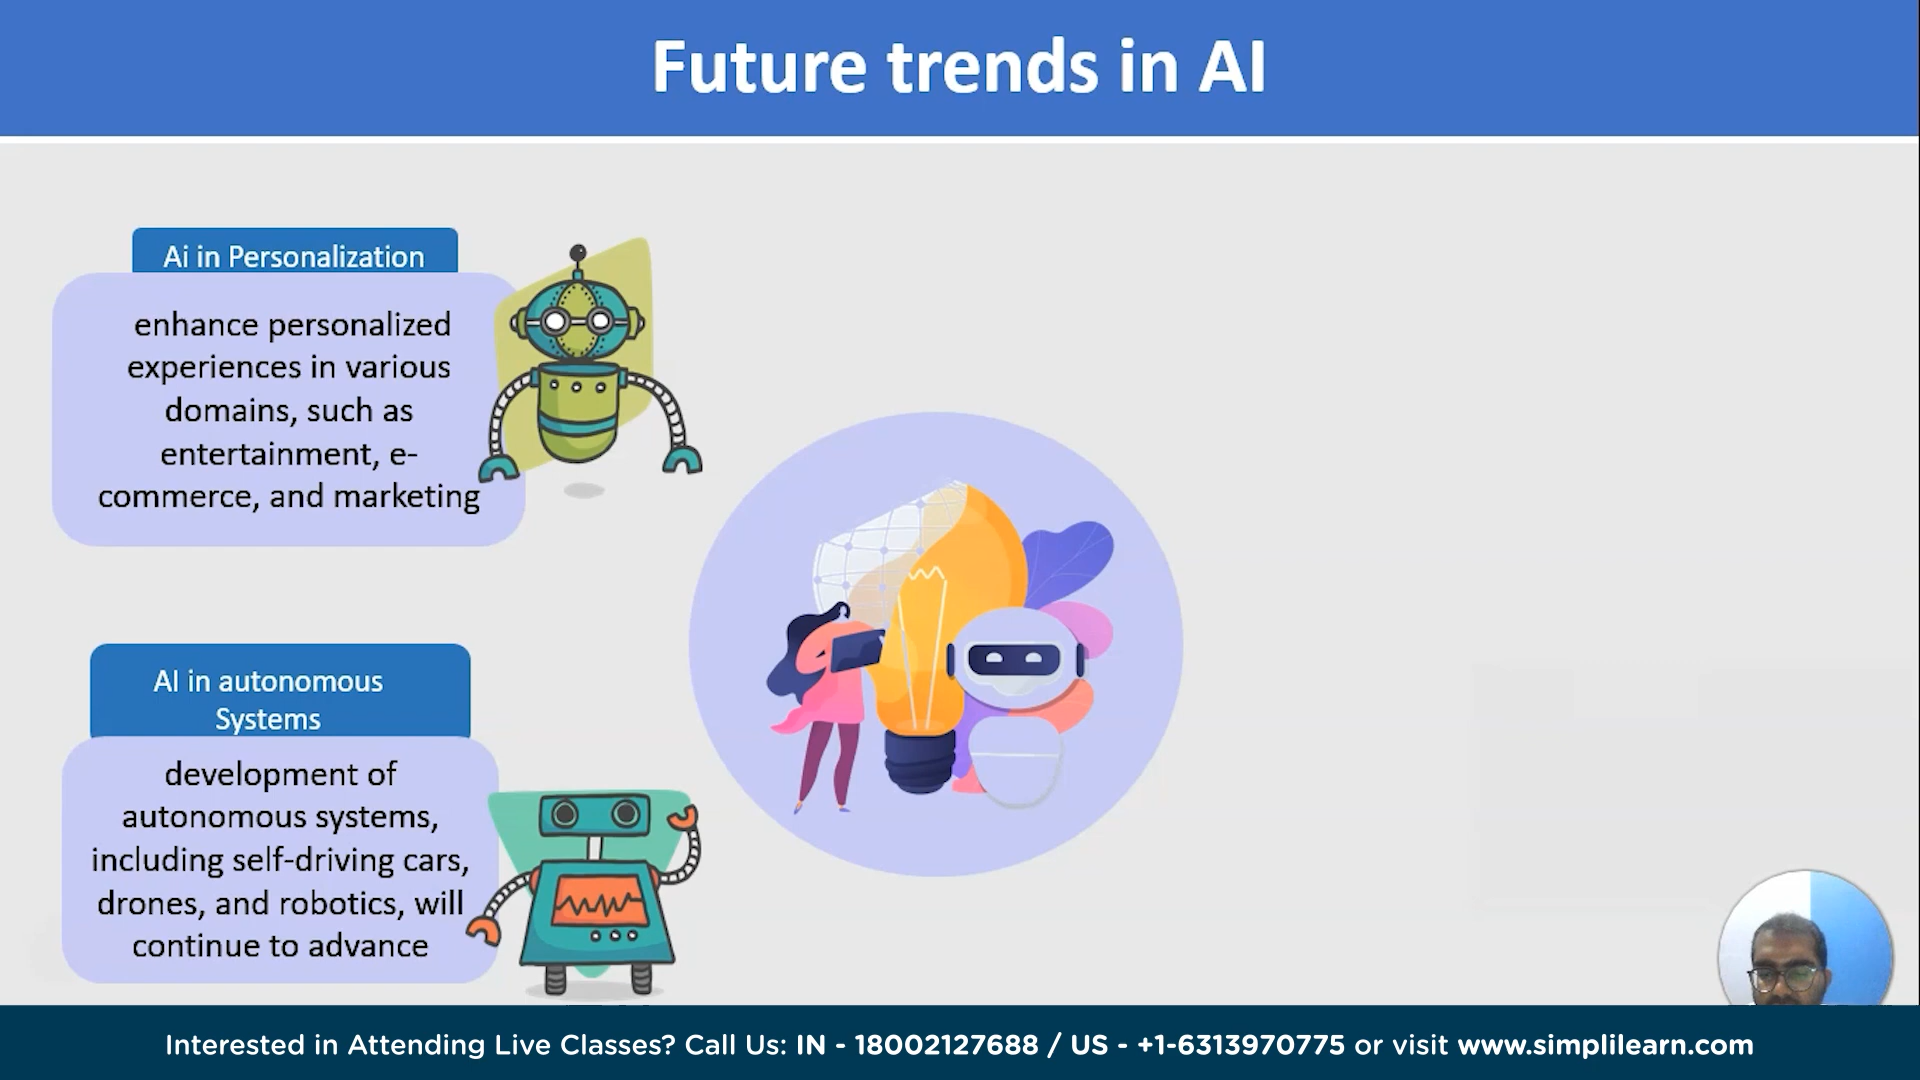 Future trends in AI
Ai in Personalization
enhance personalized
experiences in various
domains, such as
entertainment, e-
commerce, and marketing
AI in autonomous
Systems
development of
autonomous systems,
including self-driving cars,
drones, and robotics, will
continue to advance
Interested in Attending Live Classes? Call Us: IN - 18002127688 / US - +1-6313970775 or visit www.simplilearn.com